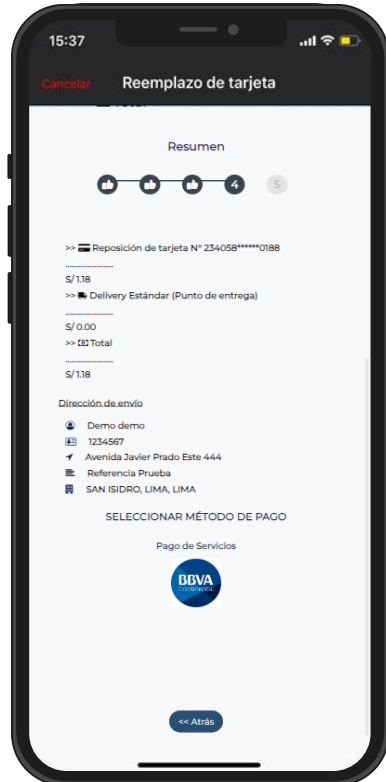 15:37
Cancelar
Reemplazo de tarjeta
Resumen
4
5
>> Reposición de tarjeta N° 234058******0188
......................
S/ 1.18
>> Delivery Estándar (Punto de entrega)
......................
S/ 0.00
>> Total
......................
S/ 1.18
Dirección de envío
Demo demo
1234567
Avenida Javier Prado Este 444
Referencia Prueba
SAN ISIDRO, LIMA, LIMA
SELECCIONAR MÉTODO DE PAGO
Pago de Servicios
BBVA
Continental
<< Atrás